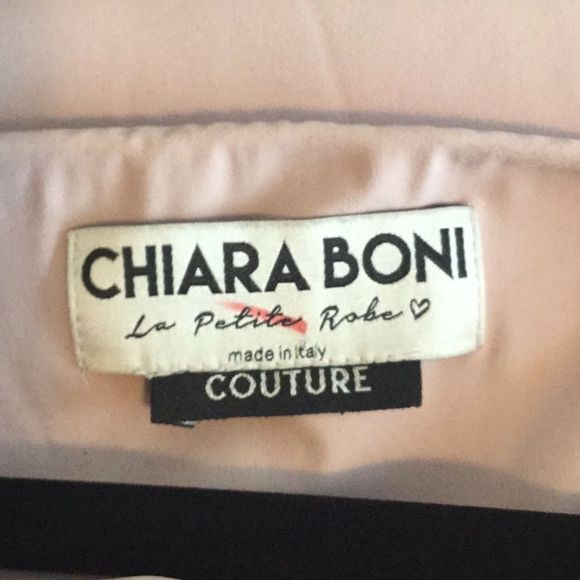 CHIARA BONI
La Petite Robe ♡
made in italy
COUTURE